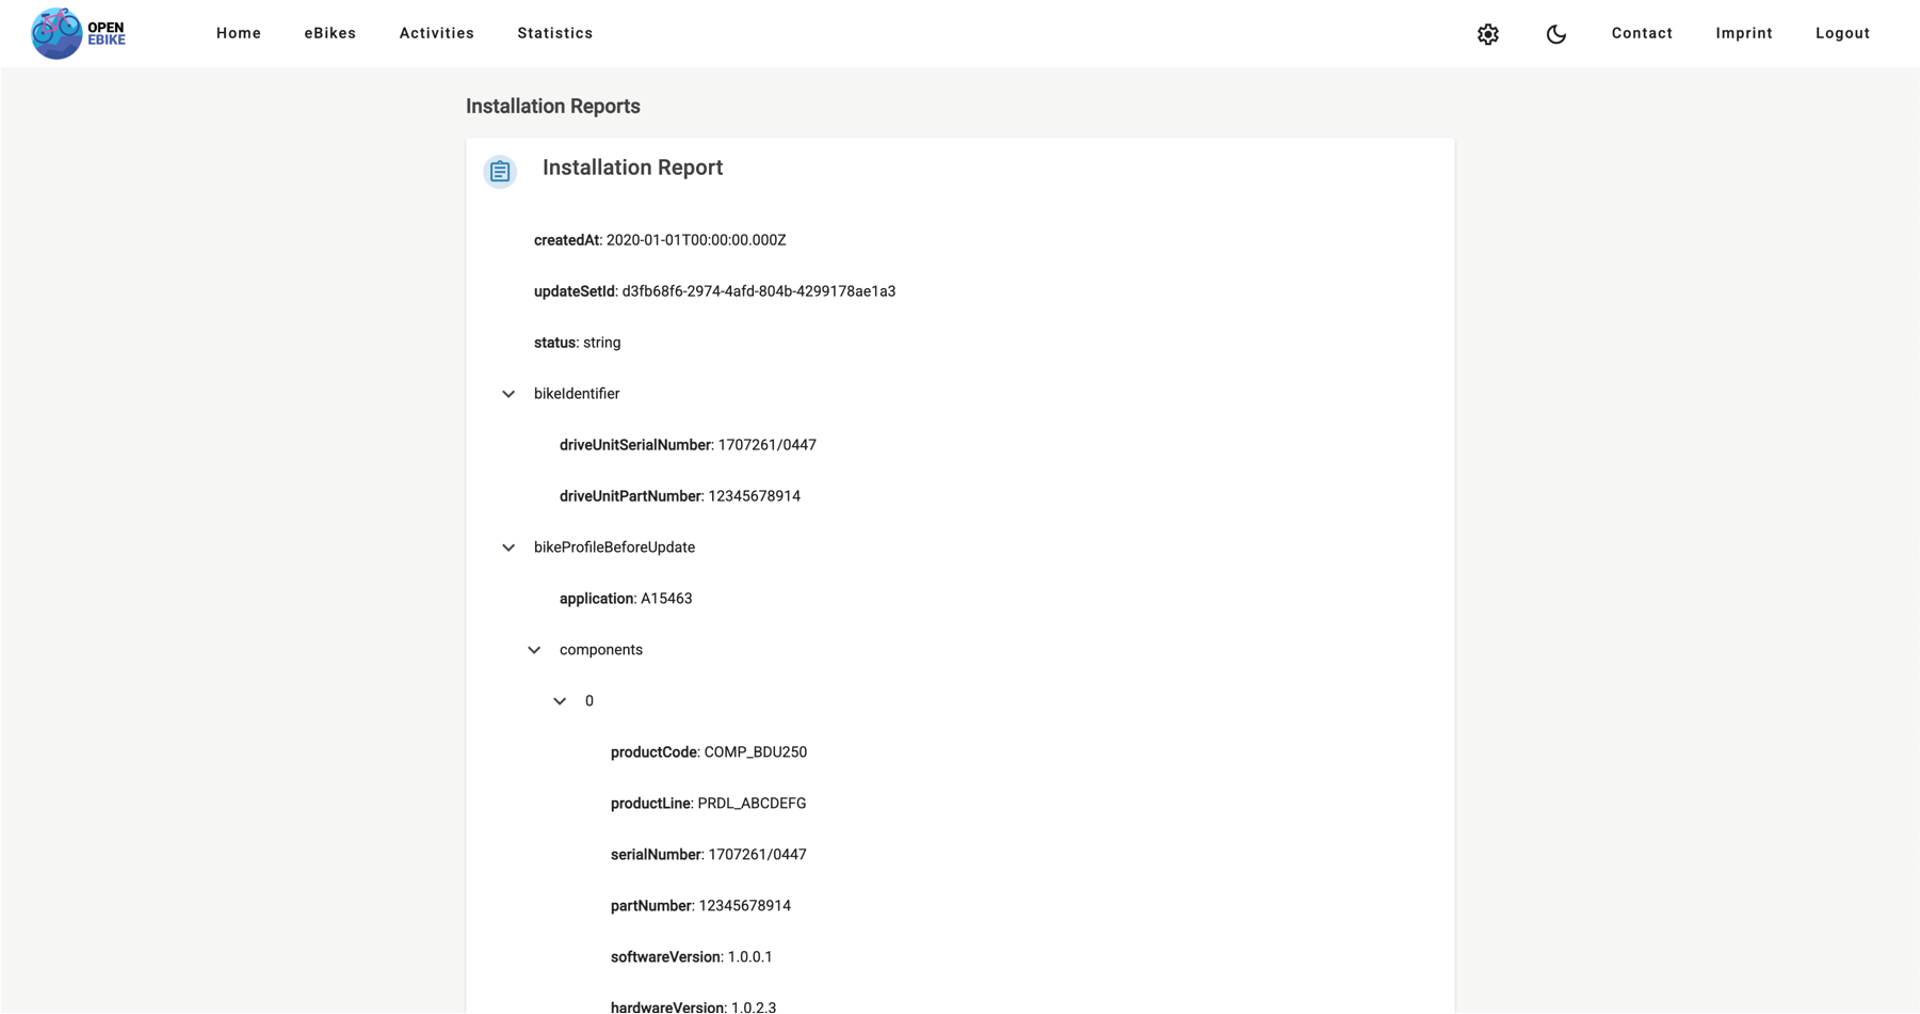 OPEN
EBIKE
Home eBikes Activities Statistics Contact Imprint Logout
Installation Reports
Installation Report
createdAt: 2020-01-01T00:00:00.000Z
updateSetId: d3fb68f6-2974-4afd-804b-4299178ae1a3
status: string
bikeIdentifier
driveUnitSerialNumber: 1707261/0447
driveUnitPartNumber: 12345678914
bikeProfileBeforeUpdate
application: A15463
components
0
productCode: COMP_BDU250
productLine: PRDL_ABCDEFG
serialNumber: 1707261/0447
partNumber: 12345678914
softwareVersion: 1.0.0.1
hardwareVersion: 1.0.2.3